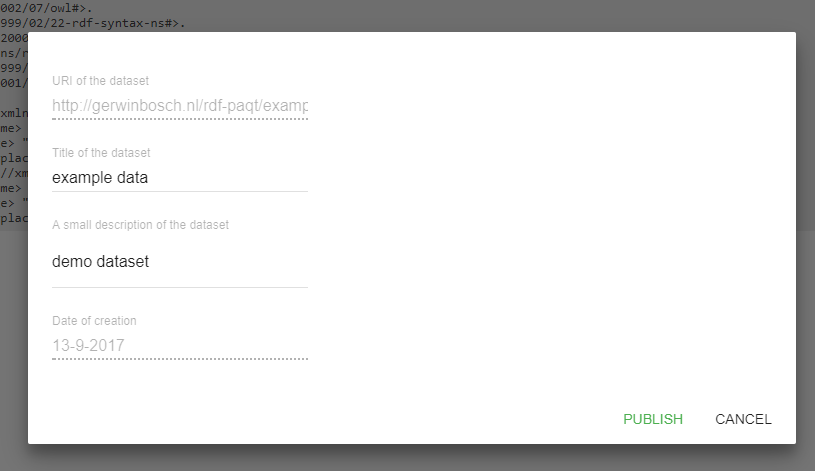 002/07/owl#>.
999/02/22-rdf-syntax-ns#>.
2000
ns/r
999/
001/
xmln
me>
e> "
plac
//xm
me>
e> "
plac
URI of the dataset
http://gerwinbosch.nl/rdf-paqt/examp
Title of the dataset
example data
A small description of the dataset
demo dataset
Date of creation
13-9-2017
PUBLISH CANCEL